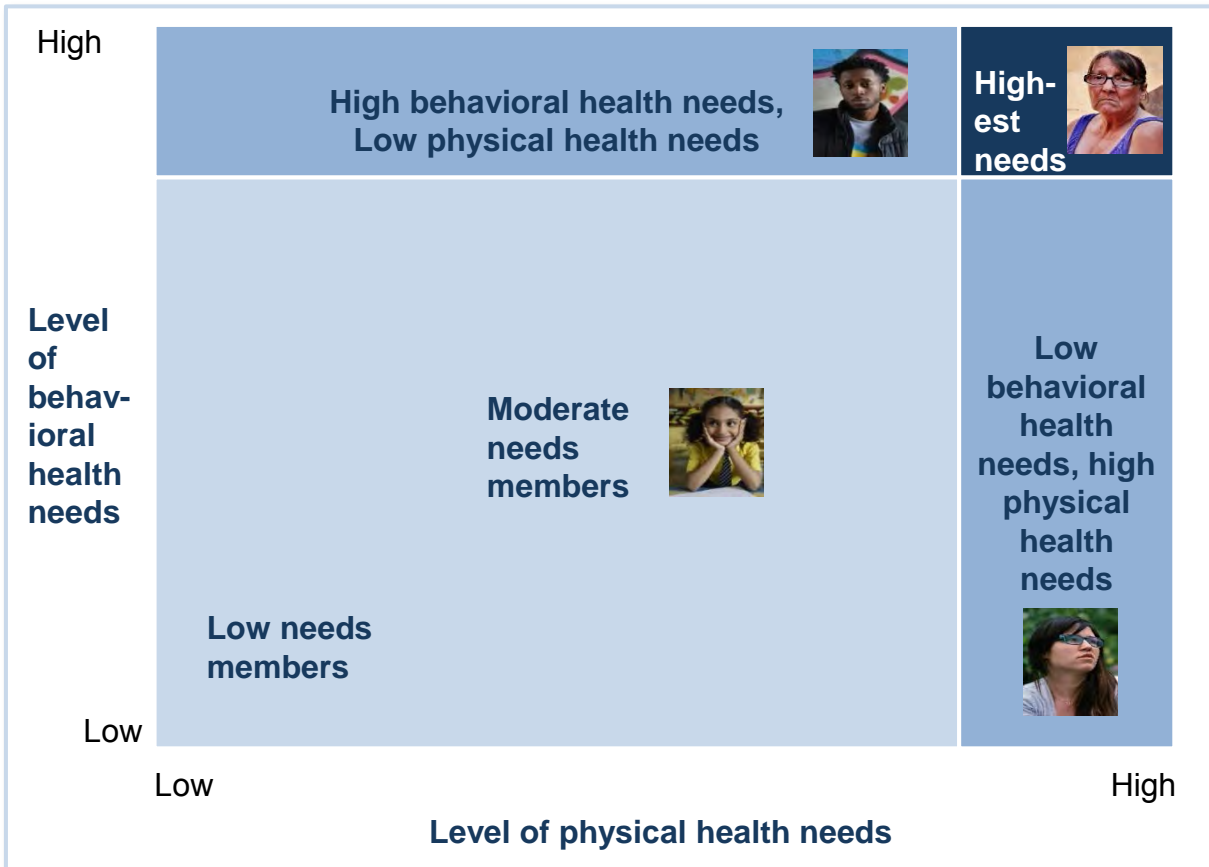 High
High behavioral health needs,
Low physical health needs
High-
est
needs
Level
of
behav-
ioral
health
needs
Moderate
needs
members
Low
behavioral
health
needs, high
physical
health
needs
Low needs
members
Low
Low
High
Level of physical health needs